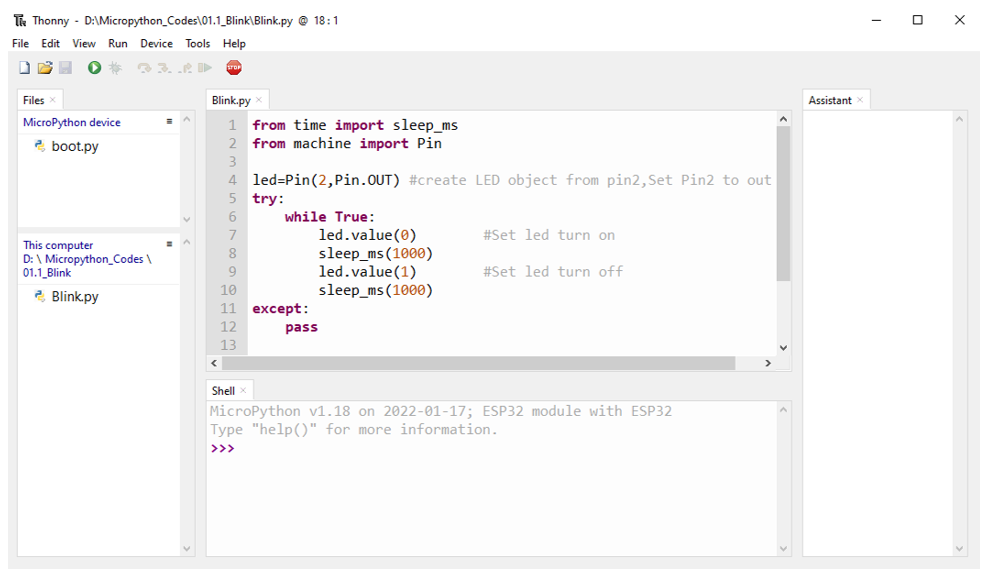 Thonny - D:\Micropython_Codes\01.1_Blink\Blink.py @ 18 : 1
File Edit View Run Device Tools Help
STOP
Files ×
MicroPython device ≡
boot.py
This computer ≡
D: \ Micropython_Codes \
01.1_Blink
Blink.py
Blink.py ×
1 from time import sleep_ms
2 from machine import Pin
3
4 led=Pin(2,Pin.OUT) #create LED object from pin2,Set Pin2 to out
5 try:
6     while True:
7         led.value(0)        #Set led turn on
8         sleep_ms(1000)
9         led.value(1)        #Set led turn off
10         sleep_ms(1000)
11 except:
12     pass
13
Shell ×
MicroPython v1.18 on 2022-01-17; ESP32 module with ESP32
Type "help()" for more information.
>>>
Assistant ×